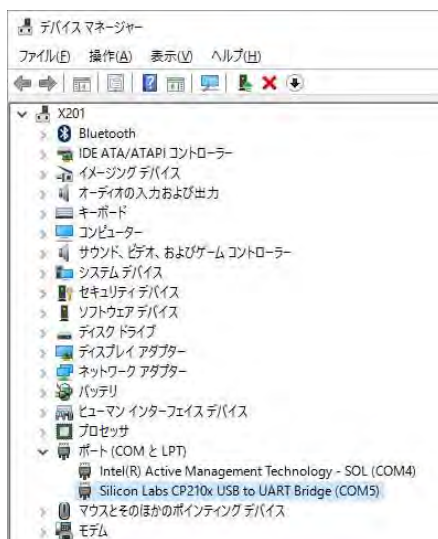 デバイス マネージャー
ファイル(F) 操作(A) 表示(V) ヘルプ(H)
X201
Bluetooth
IDE ATA/ATAPI コントローラー
イメージング デバイス
オーディオの入力および出力
キーボード
コンピューター
サウンド、ビデオ、およびゲーム コントローラー
システム デバイス
セキュリティ デバイス
ソフトウェア デバイス
ディスク ドライブ
ディスプレイ アダプター
ネットワーク アダプター
バッテリ
ヒューマン インターフェイス デバイス
プロセッサ
ポート (COM と LPT)
Intel(R) Active Management Technology - SOL (COM4)
Silicon Labs CP210x USB to UART Bridge (COM5)
マウスとそのほかのポインティング デバイス
モデム